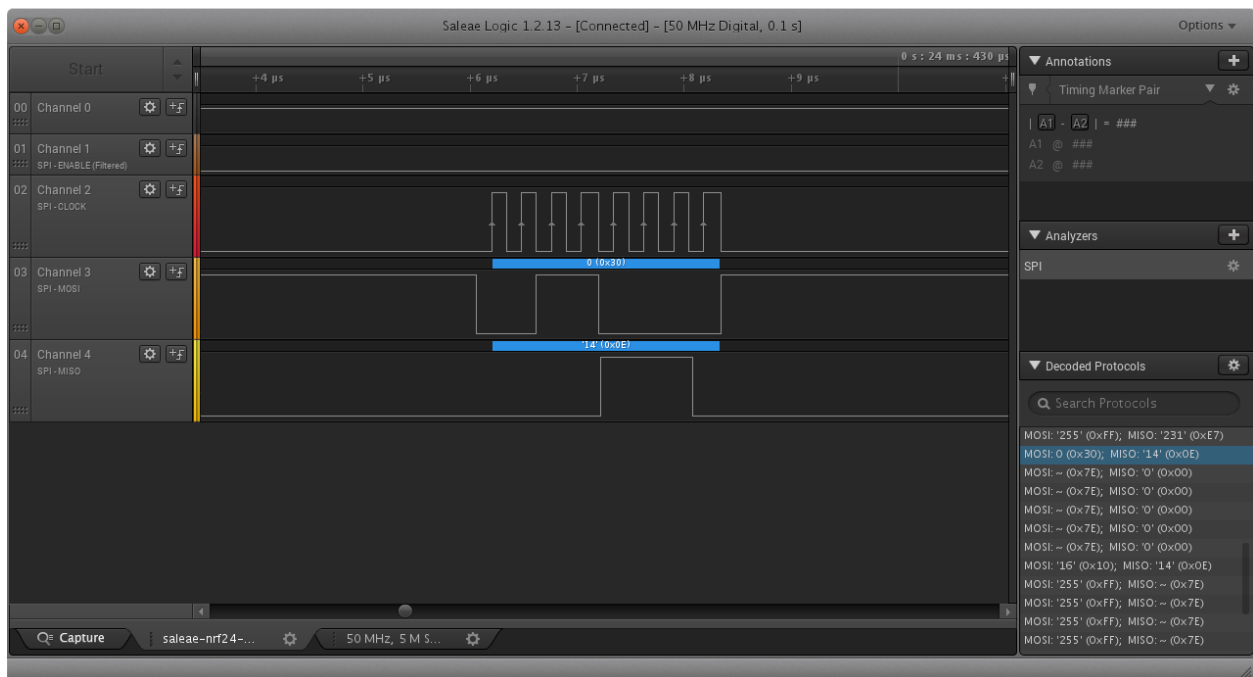 Saleae Logic 1.2.13 – [Connected] – [50 MHz Digital, 0.1 s]
Options
Start
0 s : 24 ms : 430 µs
+4 µs +5 µs +6 µs +7 µs +8 µs +9 µs
00 Channel 0
01 Channel 1
SPI - ENABLE (Filtered)
02 Channel 2
SPI - CLOCK
0 (0x30)
03 Channel 3
SPI - MOSI
'14' (0x0E)
04 Channel 4
SPI - MISO
Annotations
Timing Marker Pair
| A1 - A2 | = ###
A1 @ ###
A2 @ ###
Analyzers
SPI
Decoded Protocols
Search Protocols
MOSI: '255' (0xFF); MISO: '231' (0xE7)
MOSI: 0 (0x30); MISO: '14' (0x0E)
MOSI: ~ (0x7E); MISO: '0' (0x00)
MOSI: ~ (0x7E); MISO: '0' (0x00)
MOSI: ~ (0x7E); MISO: '0' (0x00)
MOSI: ~ (0x7E); MISO: '0' (0x00)
MOSI: ~ (0x7E); MISO: '0' (0x00)
MOSI: '16' (0x10); MISO: '14' (0x0E)
MOSI: '255' (0xFF); MISO: ~ (0x7E)
MOSI: '255' (0xFF); MISO: ~ (0x7E)
MOSI: '255' (0xFF); MISO: ~ (0x7E)
MOSI: '255' (0xFF); MISO: ~ (0x7E)
Capture
saleae-nrf24-...
50 MHz, 5 M S...